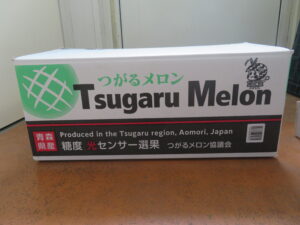 つがるメロン
Tsugaru Melon
青森県産
Produced in the Tsugaru region, Aomori, Japan
糖度 光センサー選果 つがるメロン協議会